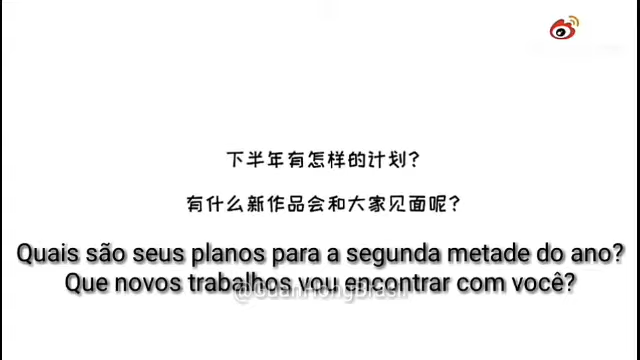 下半年有怎样的计划?
有什么新作品会和大家见面呢?
Quais são seus planos para a segunda metade do ano?
Que novos trabalhos vou encontrar com você?
@GuanHongBrasil